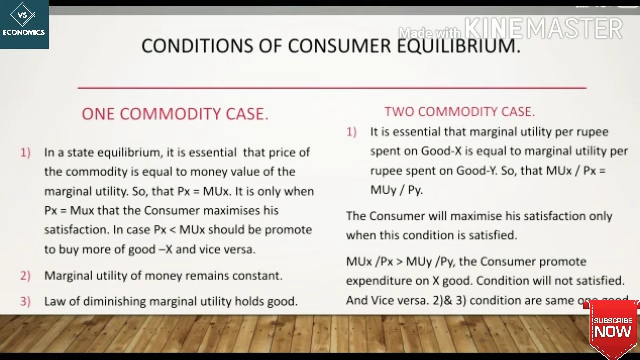 VS
ECONOMICS
Made with KINEMASTER
CONDITIONS OF CONSUMER EQUILIBRIUM.
ONE COMMODITY CASE.
1) In a state equilibrium, it is essential that price of
the commodity is equal to money value of the
marginal utility. So, that Px = MUx. It is only when
Px = Mux that the Consumer maximises his
satisfaction. In case Px < MUx should be promote
to buy more of good –X and vice versa.
2) Marginal utility of money remains constant.
3) Law of diminishing marginal utility holds good.
TWO COMMODITY CASE.
1) It is essential that marginal utility per rupee
spent on Good-X is equal to marginal utility per
rupee spent on Good-Y. So, that MUx / Px =
MUy / Py.
The Consumer will maximise his satisfaction only
when this condition is satisfied.
MUx /Px > MUy /Py, the Consumer promote
expenditure on X good. Condition will not satisfied.
And Vice versa. 2)& 3) condition are same one good
SUBSCRIBE
NOW